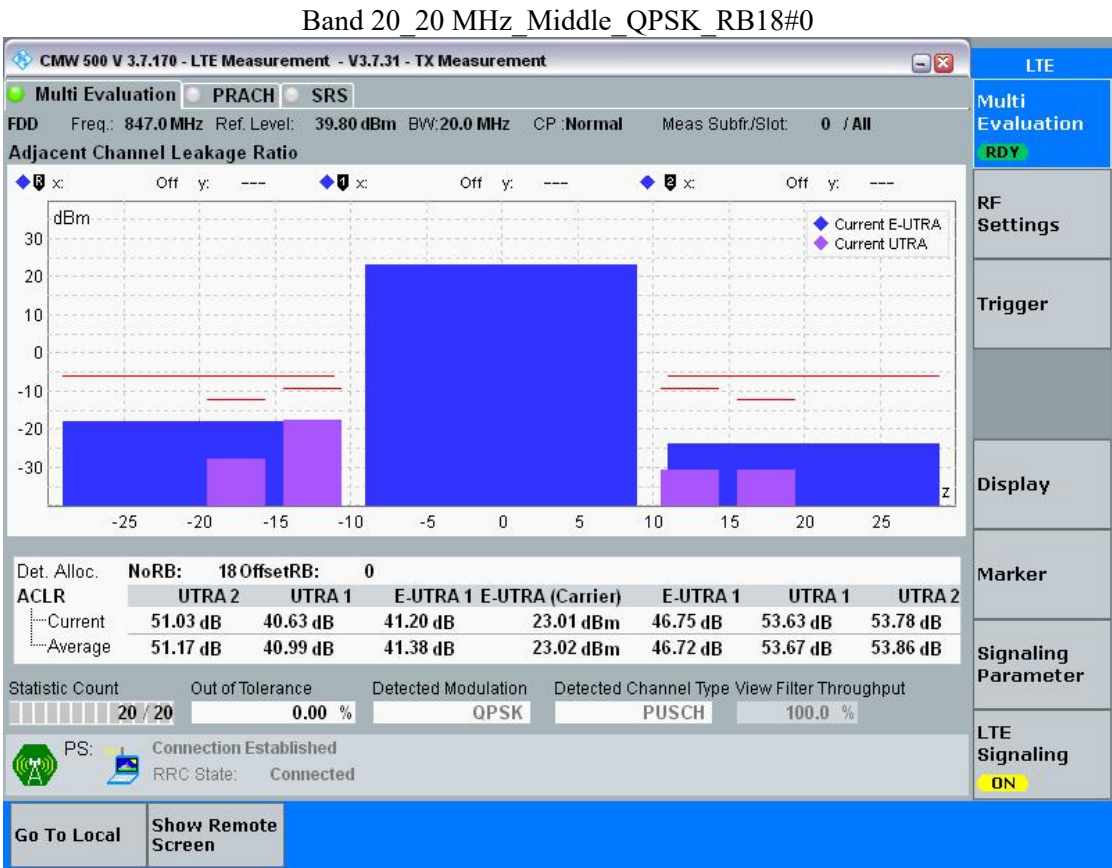 Band 20_20 MHz_Middle_QPSK_RB18#0
CMW 500 V 3.7.170 - LTE Measurement - V3.7.31 - TX Measurement
LTE
Multi Evaluation PRACH SRS
Multi Evaluation
RDY
FDD Freq.: 847.0 MHz Ref. Level: 39.80 dBm BW:20.0 MHz CP :Normal Meas Subfr./Slot: 0 / All
Adjacent Channel Leakage Ratio
R x: Off y: --- 1 x: Off y: --- 2 x: Off y: ---
dBm
Current E-UTRA
Current UTRA
30
20
10
0
-10
-20
-30
z
-25 -20 -15 -10 -5 0 5 10 15 20 25
RF
Settings
Trigger
Display
Marker
Signaling
Parameter
LTE
Signaling
ON
Det. Alloc. NoRB: 18 OffsetRB: 0
ACLR UTRA 2 UTRA 1 E-UTRA 1 E-UTRA (Carrier) E-UTRA 1 UTRA 1 UTRA 2
Current 51.03 dB 40.63 dB 41.20 dB 23.01 dBm 46.75 dB 53.63 dB 53.78 dB
Average 51.17 dB 40.99 dB 41.38 dB 23.02 dBm 46.72 dB 53.67 dB 53.86 dB
Statistic Count Out of Tolerance Detected Modulation Detected Channel Type View Filter Throughput
20 / 20 0.00 % QPSK PUSCH 100.0 %
PS: Connection Established
RRC State: Connected
Go To Local
Show Remote
Screen